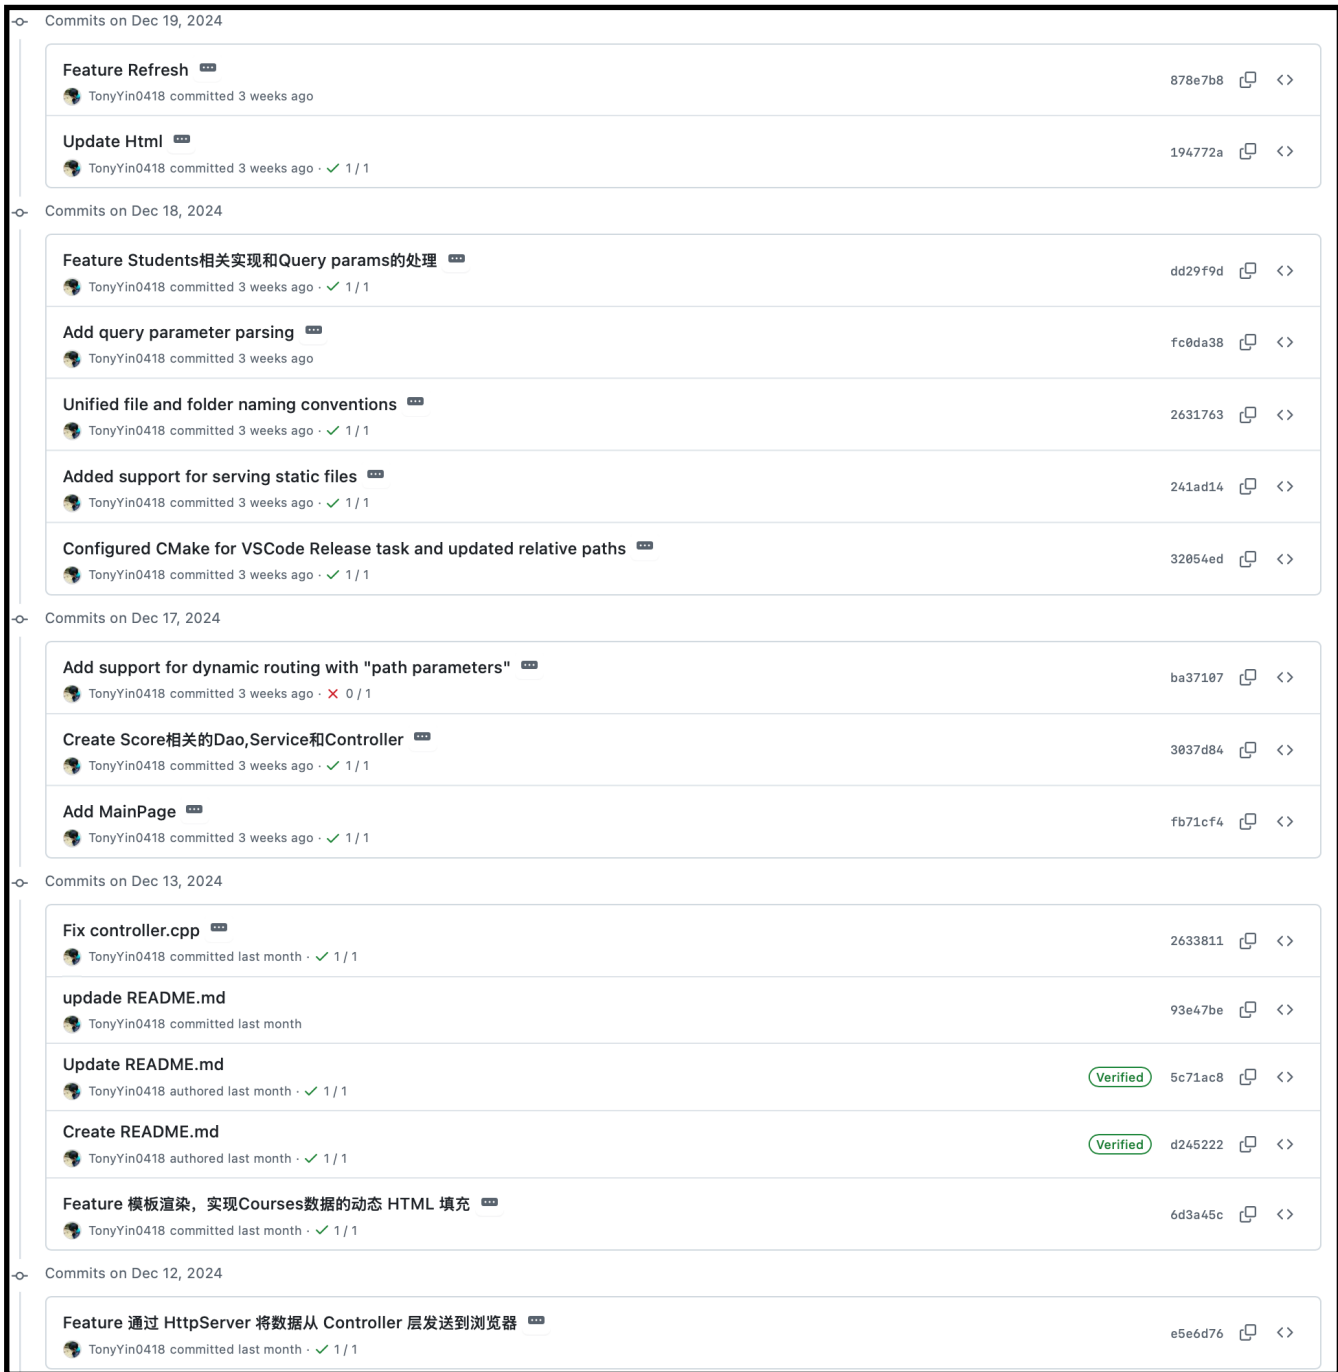 Commits on Dec 19, 2024
Feature Refresh
878e7b8
TonyYin0418 committed 3 weeks ago
Update Html
194772a
TonyYin0418 committed 3 weeks ago · 1 / 1
Commits on Dec 18, 2024
Feature Students相关实现和Query params的处理
dd29f9d
TonyYin0418 committed 3 weeks ago · 1 / 1
Add query parameter parsing
fc0da38
TonyYin0418 committed 3 weeks ago
Unified file and folder naming conventions
2631763
TonyYin0418 committed 3 weeks ago · 1 / 1
Added support for serving static files
241ad14
TonyYin0418 committed 3 weeks ago · 1 / 1
Configured CMake for VSCode Release task and updated relative paths
32054ed
TonyYin0418 committed 3 weeks ago · 1 / 1
Commits on Dec 17, 2024
Add support for dynamic routing with "path parameters"
ba37107
TonyYin0418 committed 3 weeks ago · 0 / 1
Create Score相关的Dao,Service和Controller
3037d84
TonyYin0418 committed 3 weeks ago · 1 / 1
Add MainPage
fb71cf4
TonyYin0418 committed 3 weeks ago · 1 / 1
Commits on Dec 13, 2024
Fix controller.cpp
2633811
TonyYin0418 committed last month · 1 / 1
updade README.md
93e47be
TonyYin0418 committed last month
Update README.md
Verified 5c71ac8
TonyYin0418 authored last month · 1 / 1
Create README.md
Verified d245222
TonyYin0418 authored last month · 1 / 1
Feature 模板渲染，实现Courses数据的动态 HTML 填充
6d3a45c
TonyYin0418 committed last month · 1 / 1
Commits on Dec 12, 2024
Feature 通过 HttpServer 将数据从 Controller 层发送到浏览器
e5e6d76
TonyYin0418 committed last month · 1 / 1